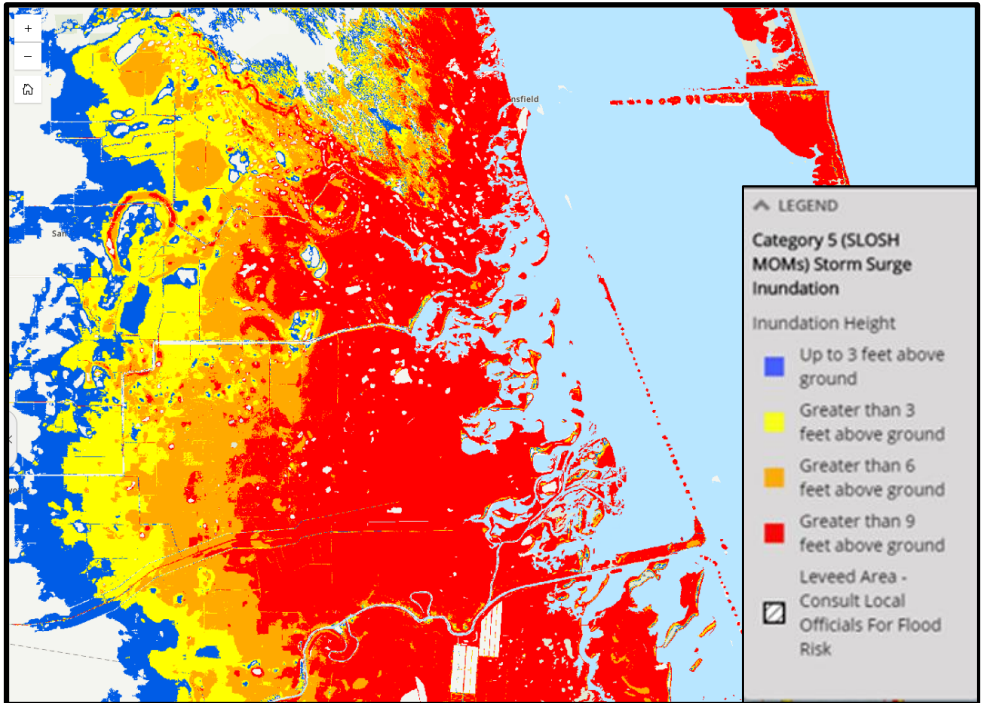 +
−
nsfield
San
LEGEND
Category 5 (SLOSH
MOMs) Storm Surge
Inundation
Inundation Height
Up to 3 feet above
ground
Greater than 3
feet above ground
Greater than 6
feet above ground
Greater than 9
feet above ground
Leveed Area -
Consult Local
Officials For Flood
Risk